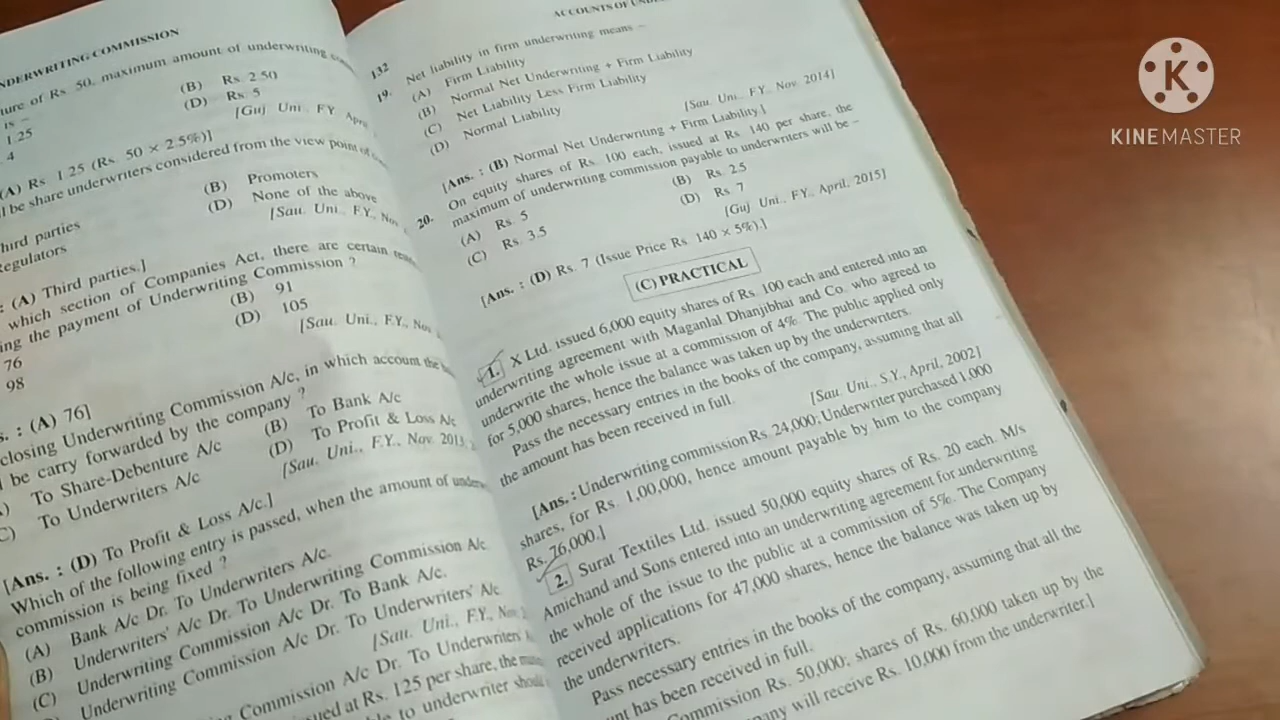 UNDERWRITING COMMISSION
ture of Rs. 50, maximum amount of underwriting
is –
1.25
(B) Rs. 2.50
4
(D) Rs. 5
[Guj. Uni. F.Y., April
(A) Rs. 1.25 (Rs. 50 × 2.5%)]
l be share underwriters considered from the view point of
Third parties
(B) Promoters
Regulators
(D) None of the above
[Sau. Uni., F.Y., Nov.
: (A) Third parties.]
which section of Companies Act, there are certain
ing the payment of Underwriting Commission ?
76
(B) 91
98
(D) 105
[Sau. Uni., F.Y., Nov
s. : (A) 76]
closing Underwriting Commission A/c, in which account the
l be carry forwarded by the company ?
) To Share-Debenture A/c
(B) To Bank A/c
C) To Underwriters A/c
(D) To Profit & Loss A/c
[Sau. Uni., F.Y., Nov. 2013,
[Ans. : (D) To Profit & Loss A/c.]
Which of the following entry is passed, when the amount of
commission is being fixed ?
(A) Bank A/c Dr. To Underwriters A/c.
(B) Underwriters' A/c Dr. To Underwriting Commission A/c
(C) Underwriting Commission A/c Dr. To Bank A/c.
Underwriting Commission A/c Dr. To Underwriters' A/c
[Sau. Uni., F.Y., Nov.
Commission A/c Dr. To Underwriters'
ued at Rs. 125 per share, the
to underwriter
ACCOUNTS OF
132
19. Net liability in firm underwriting means –
(A) Firm Liability
(B) Normal Net Underwriting + Firm Liability
(C) Net Liability Less Firm Liability
(D) Normal Liability
[Sau. Uni., F.Y., Nov. 2014]
[Ans. : (B) Normal Net Underwriting + Firm Liability.]
20. On equity shares of Rs. 100 each, issued at Rs. 140 per share, the
maximum of underwriting commission payable to underwriters will be –
(A) Rs. 5
(B) Rs. 2.5
(C) Rs. 3.5
(D) Rs. 7
[Guj. Uni., F.Y., April, 2015]
[Ans. : (D) Rs. 7 (Issue Price Rs. 140 × 5%).]
(C) PRACTICAL
1. X Ltd. issued 6,000 equity shares of Rs. 100 each and entered into an
underwriting agreement with Maganlal Dhanjibhai and Co. who agreed to
underwrite the whole issue at a commission of 4%. The public applied only
for 5,000 shares, hence the balance was taken up by the underwriters.
Pass the necessary entries in the books of the company, assuming that all
the amount has been received in full.
[Sau. Uni., S.Y., April, 2002]
[Ans. : Underwriting commission Rs. 24,000; Underwriter purchased 1,000
shares, for Rs. 1,00,000, hence amount payable by him to the company
Rs. 76,000.]
2. Surat Textiles Ltd. issued 50,000 equity shares of Rs. 20 each. M/s
Amichand and Sons entered into an underwriting agreement for underwriting
the whole of the issue to the public at a commission of 5%. The Company
received applications for 47,000 shares, hence the balance was taken up by
the underwriters.
Pass necessary entries in the books of the company, assuming that all the
unt has been received in full.
Commission Rs. 50,000; shares of Rs. 60,000 taken up by the
any will receive Rs. 10,000 from the underwriter.]
K
KINEMASTER